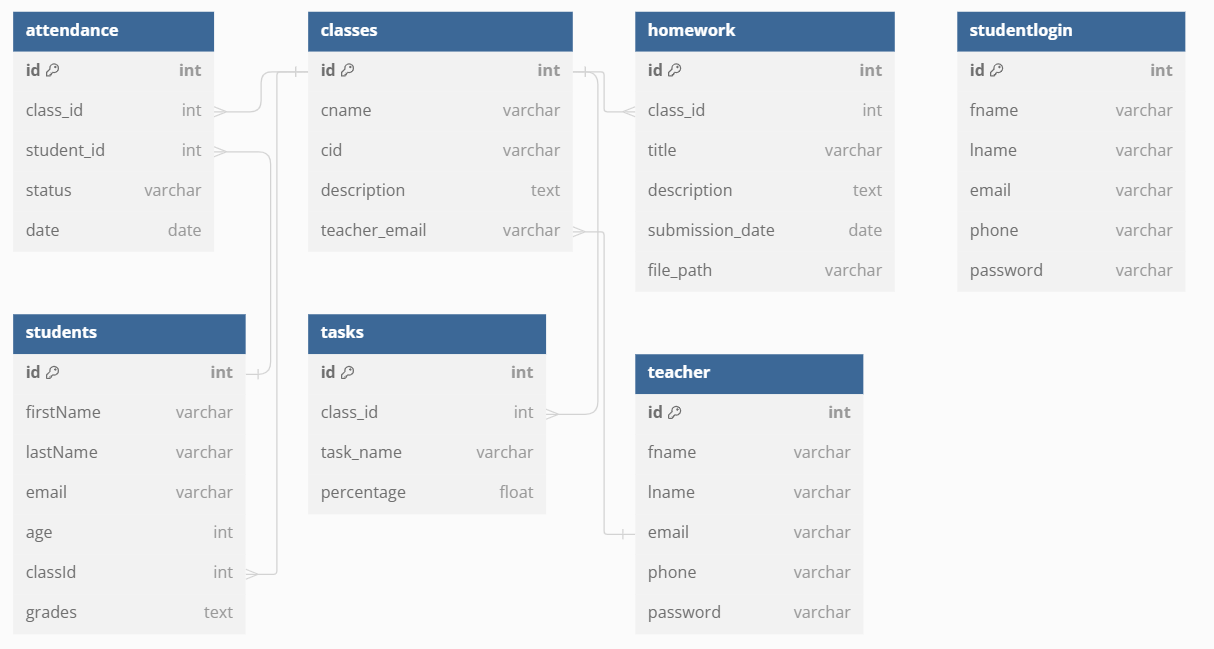 attendance
id int
class_id int
student_id int
status varchar
date date
classes
id int
cname varchar
cid varchar
description text
teacher_email varchar
homework
id int
class_id int
title varchar
description text
submission_date date
file_path varchar
studentlogin
id int
fname varchar
lname varchar
email varchar
phone varchar
password varchar
students
id int
firstName varchar
lastName varchar
email varchar
age int
classId int
grades text
tasks
id int
class_id int
task_name varchar
percentage float
teacher
id int
fname varchar
lname varchar
email varchar
phone varchar
password varchar